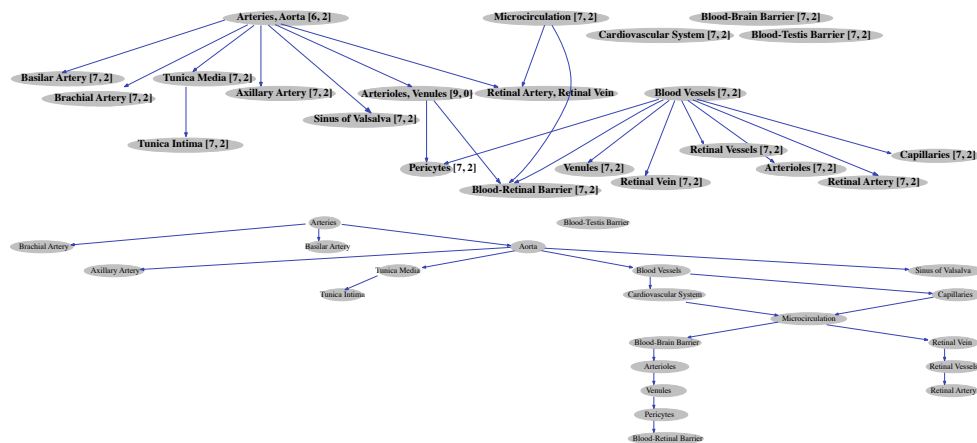 Arteries, Aorta [6, 2]
Microcirculation [7, 2]
Blood-Brain Barrier [7, 2]
Cardiovascular System [7, 2]
Blood-Testis Barrier [7, 2]
Basilar Artery [7, 2]
Tunica Media [7, 2]
Brachial Artery [7, 2]
Axillary Artery [7, 2]
Arterioles, Venules [9, 0]
Retinal Artery, Retinal Vein
Blood Vessels [7, 2]
Sinus of Valsalva [7, 2]
Tunica Intima [7, 2]
Retinal Vessels [7, 2]
Capillaries [7, 2]
Pericytes [7, 2]
Venules [7, 2]
Arterioles [7, 2]
Blood-Retinal Barrier [7, 2]
Retinal Vein [7, 2]
Retinal Artery [7, 2]
Arteries
Blood-Testis Barrier
Brachial Artery
Basilar Artery
Aorta
Axillary Artery
Tunica Media
Blood Vessels
Sinus of Valsalva
Tunica Intima
Cardiovascular System
Capillaries
Microcirculation
Blood-Brain Barrier
Retinal Vein
Arterioles
Retinal Vessels
Venules
Retinal Artery
Pericytes
Blood-Retinal Barrier